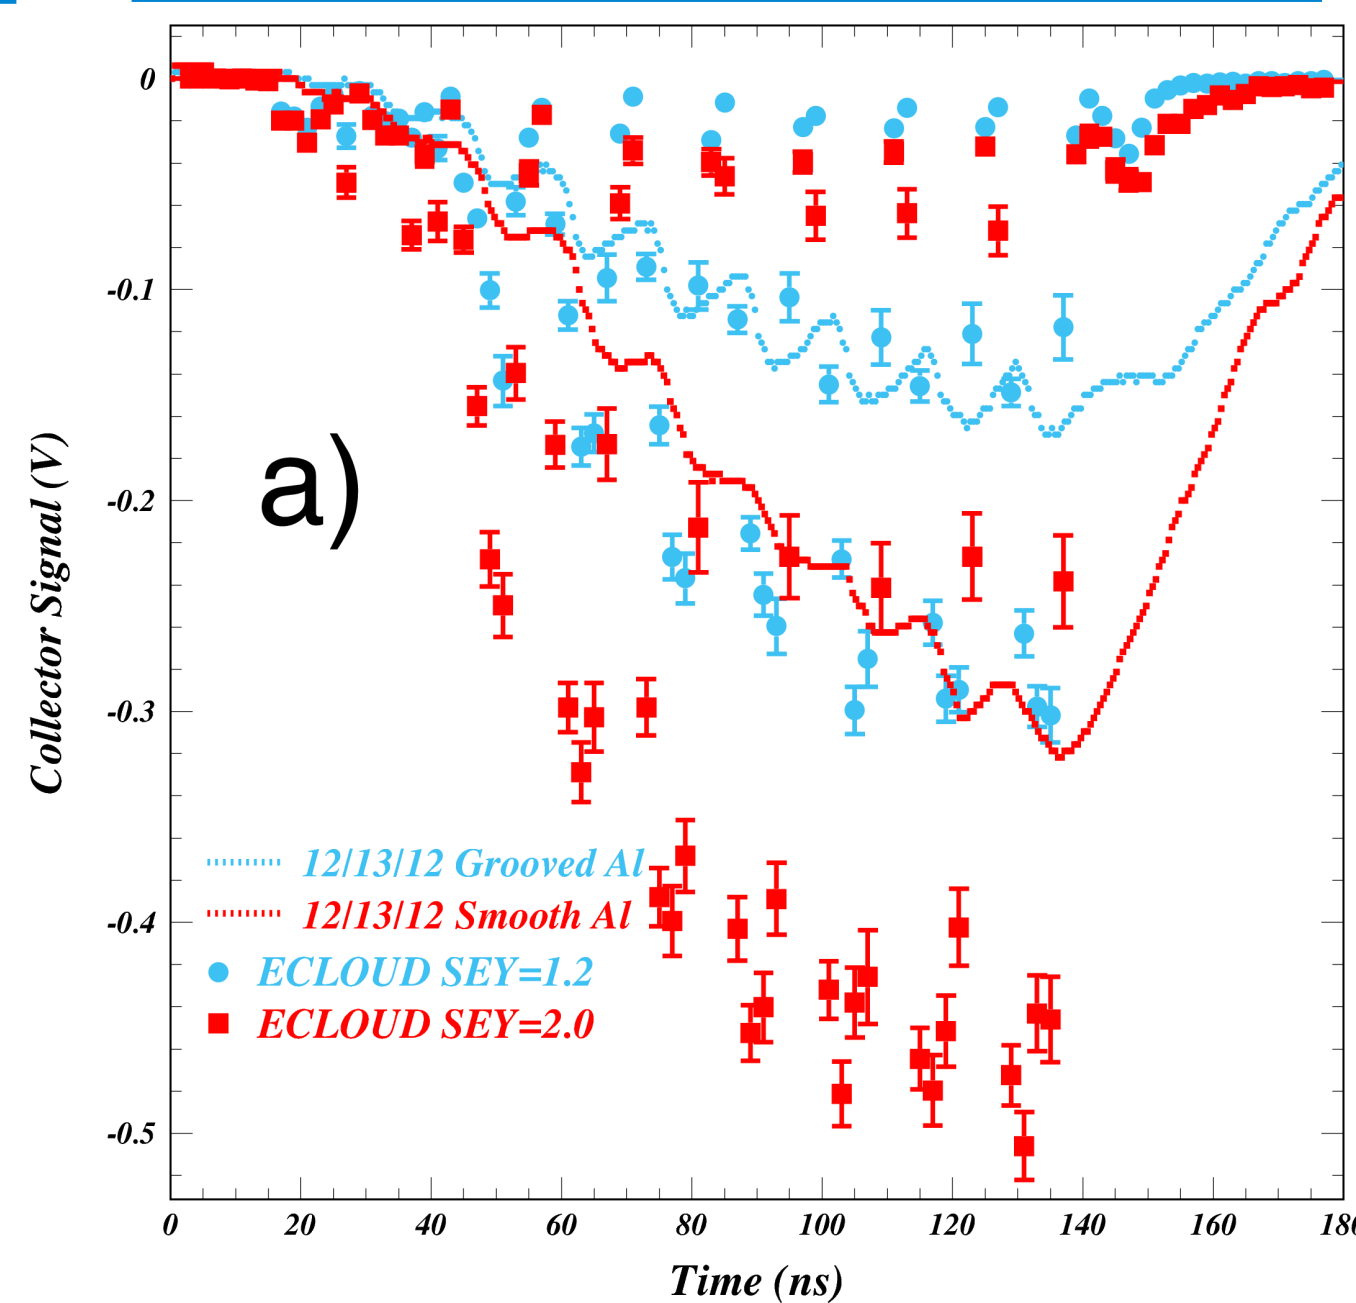 0
-0.1
-0.2
-0.3
-0.4
-0.5
Collector Signal (V)
a)
12/13/12 Grooved Al
12/13/12 Smooth Al
ECLOUD SEY=1.2
ECLOUD SEY=2.0
0 20 40 60 80 100 120 140 160 180
Time (ns)